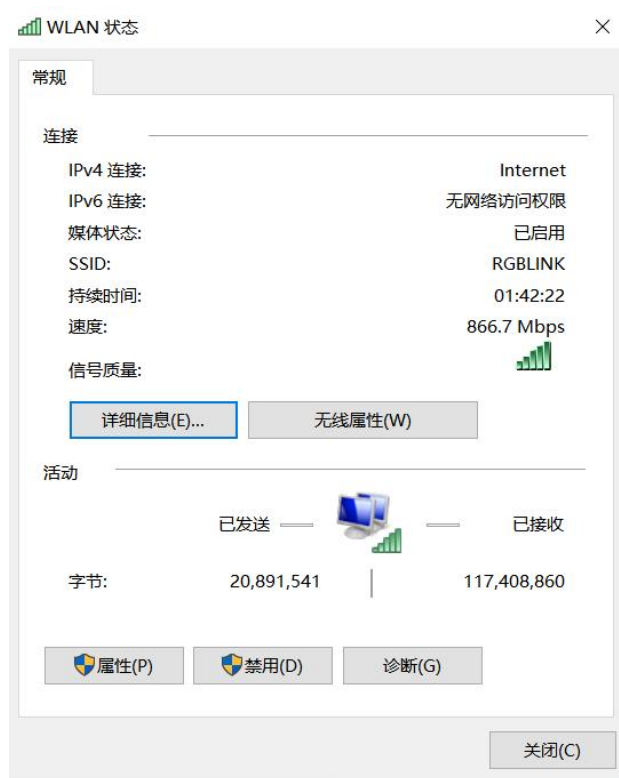 WLAN 状态
常规
连接
IPv4 连接: Internet
IPv6 连接: 无网络访问权限
媒体状态: 已启用
SSID: RGBLINK
持续时间: 01:42:22
速度: 866.7 Mbps
信号质量:
详细信息(E)... 无线属性(W)
活动
已发送 已接收
字节: 20,891,541 117,408,860
属性(P) 禁用(D) 诊断(G)
关闭(C)